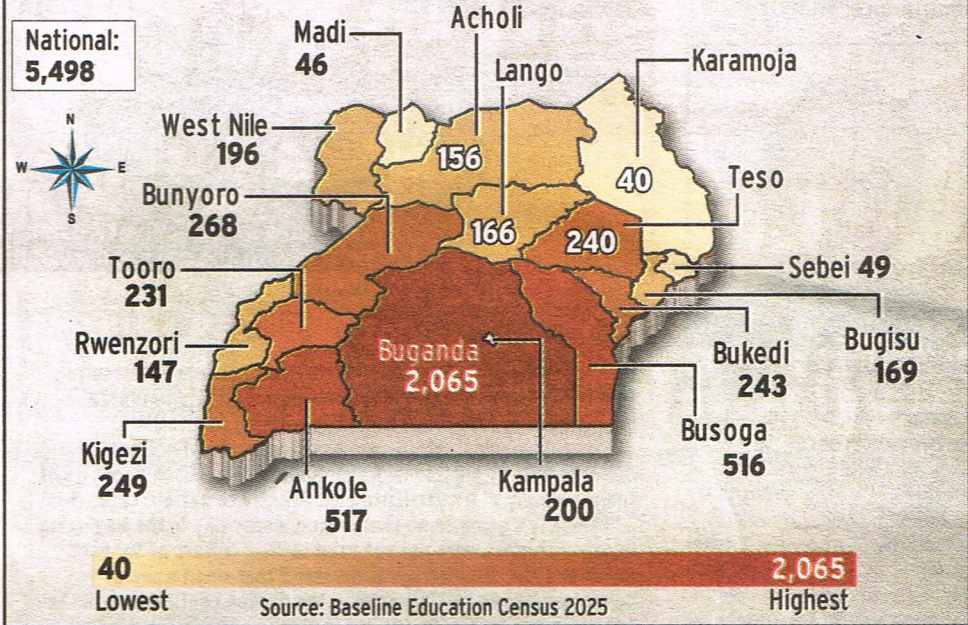 National:
5,498
Madi
46
Acholi
Lango
Karamoja
West Nile
196
156
40
Teso
N
W E
S
Bunyoro
268
166
240
Tooro
231
Sebei 49
Rwenzori
147
Buganda
2,065
Bukedi
243
Bugisu
169
Kigezi
249
Ankole
517
Kampala
200
Busoga
516
40
Lowest
2,065
Highest
Source: Baseline Education Census 2025